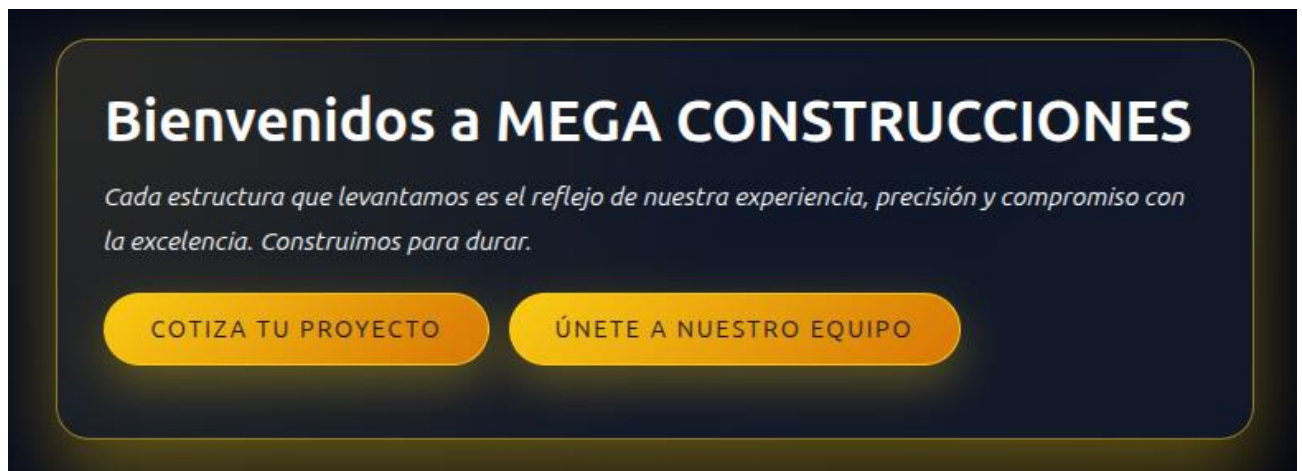 Bienvenidos a MEGA CONSTRUCCIONES
Cada estructura que levantamos es el reflejo de nuestra experiencia, precisión y compromiso con
la excelencia. Construimos para durar.
COTIZA TU PROYECTO
ÚNETE A NUESTRO EQUIPO